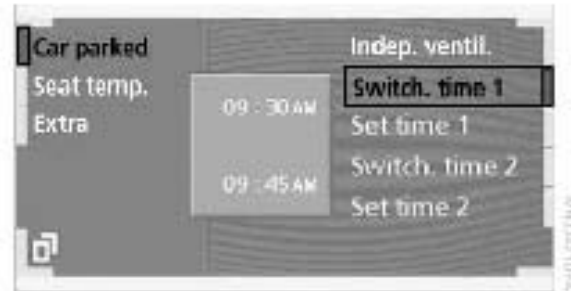 Car parked
Seat temp.
Extra
09 : 30 AM
09 : 45 AM
Indep. ventil.
Switch. time 1
Set time 1
Switch. time 2
Set time 2